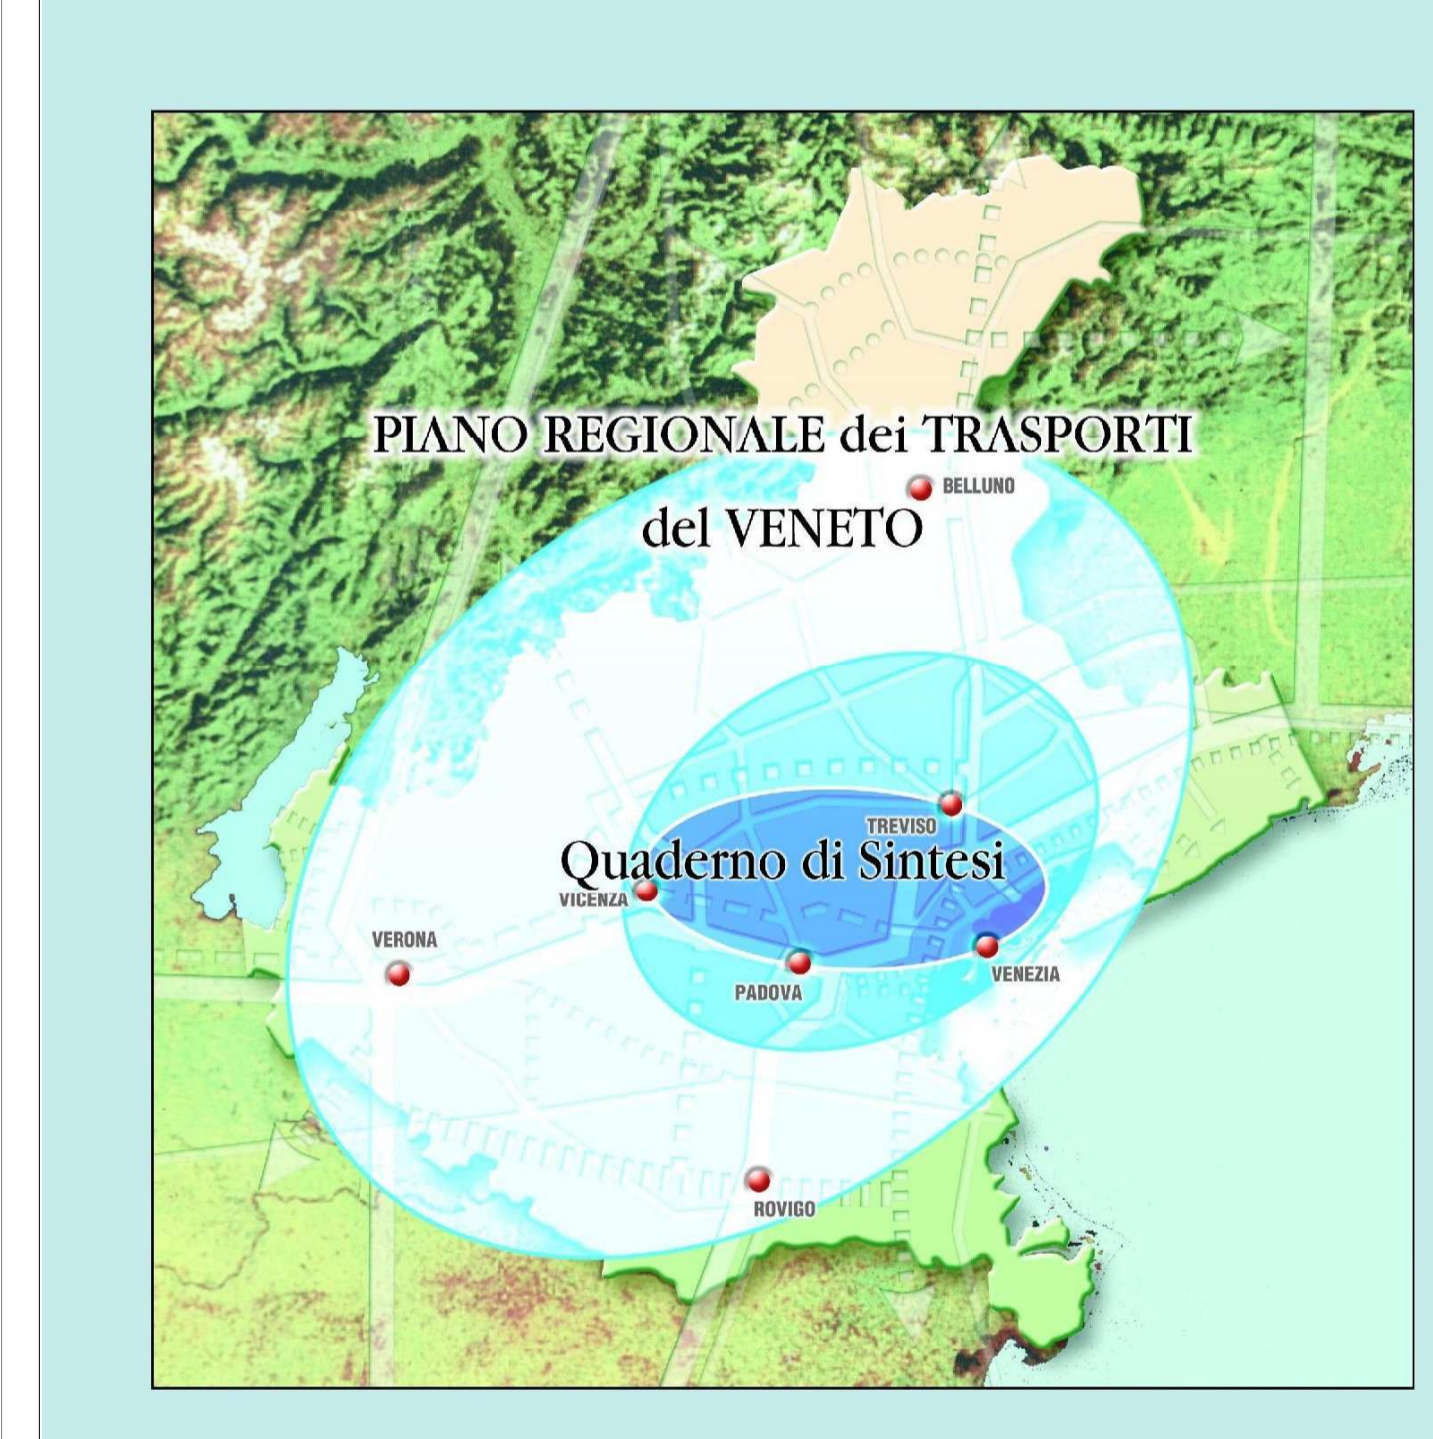 PIANO REGIONALE dei TRASPORTI
BELLUNO
del VENETO
TREVISO
Quaderno di Sintesi
VICENZA
VERONA
VENEZIA
PADOVA
ROVIGO